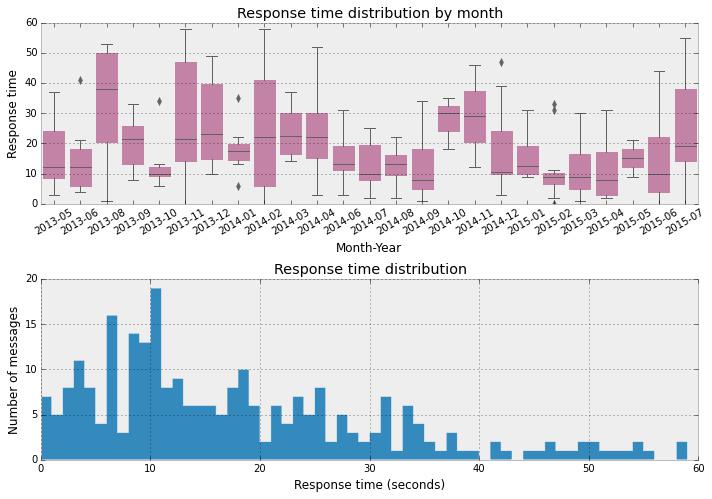 Response time distribution by month
60
50
40
30
20
10
0
Response time
2013-05 2013-06 2013-08 2013-09 2013-10 2013-11 2013-12 2014-01 2014-02 2014-03 2014-04 2014-06 2014-07 2014-08 2014-09 2014-10 2014-11 2014-12 2015-01 2015-02 2015-03 2015-04 2015-05 2015-06 2015-07
Month-Year
Response time distribution
20
15
10
5
0
Number of messages
0 10 20 30 40 50 60
Response time (seconds)